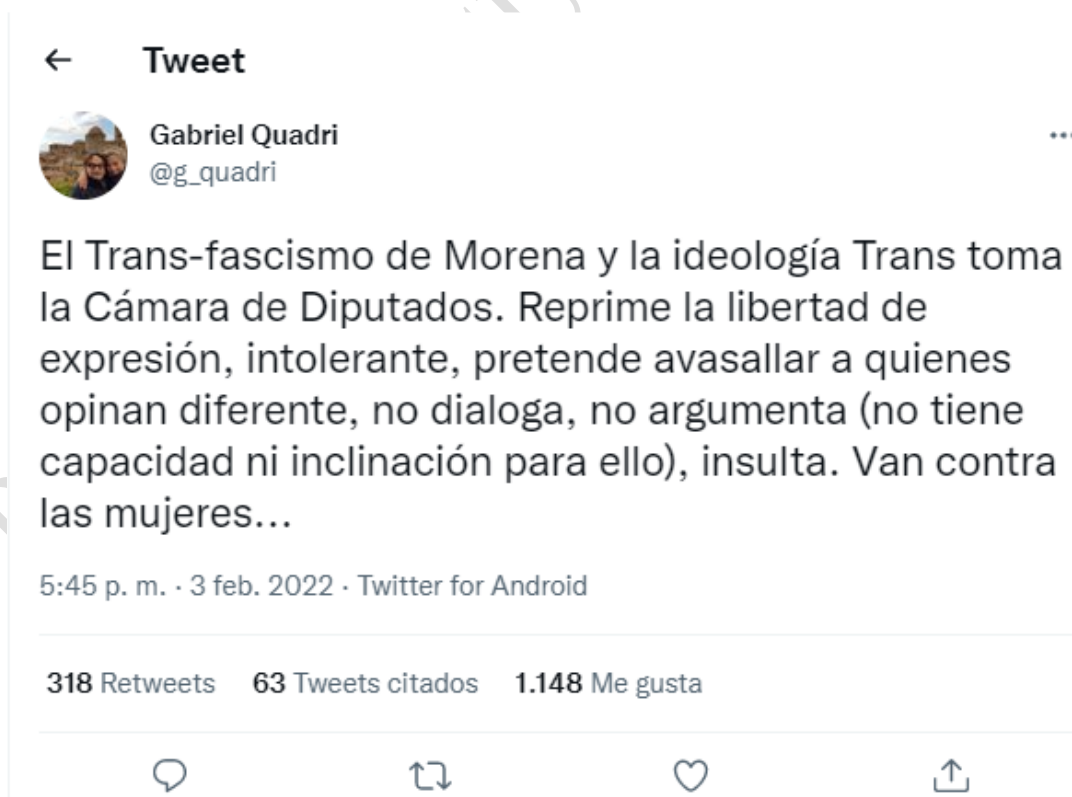 Tweet
Gabriel Quadri
@g_quadri
El Trans-fascismo de Morena y la ideología Trans toma
la Cámara de Diputados. Reprime la libertad de
expresión, intolerante, pretende avasallar a quienes
opinan diferente, no dialoga, no argumenta (no tiene
capacidad ni inclinación para ello), insulta. Van contra
las mujeres...
5:45 p. m. · 3 feb. 2022 · Twitter for Android
318 Retweets 63 Tweets citados 1.148 Me gusta